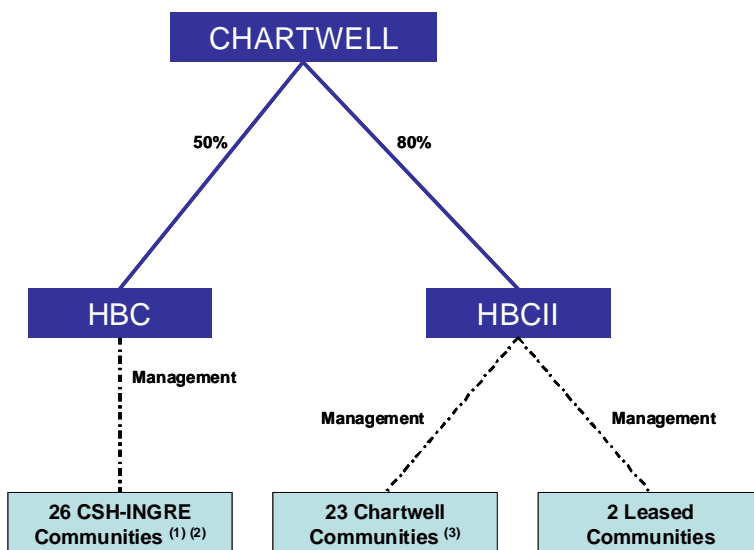 CHARTWELL
50%
80%
HBC
HBCII
Management
Management
Management
26 CSH-INGRE
Communities (1) (2)
23 Chartwell
Communities (3)
2 Leased
Communities